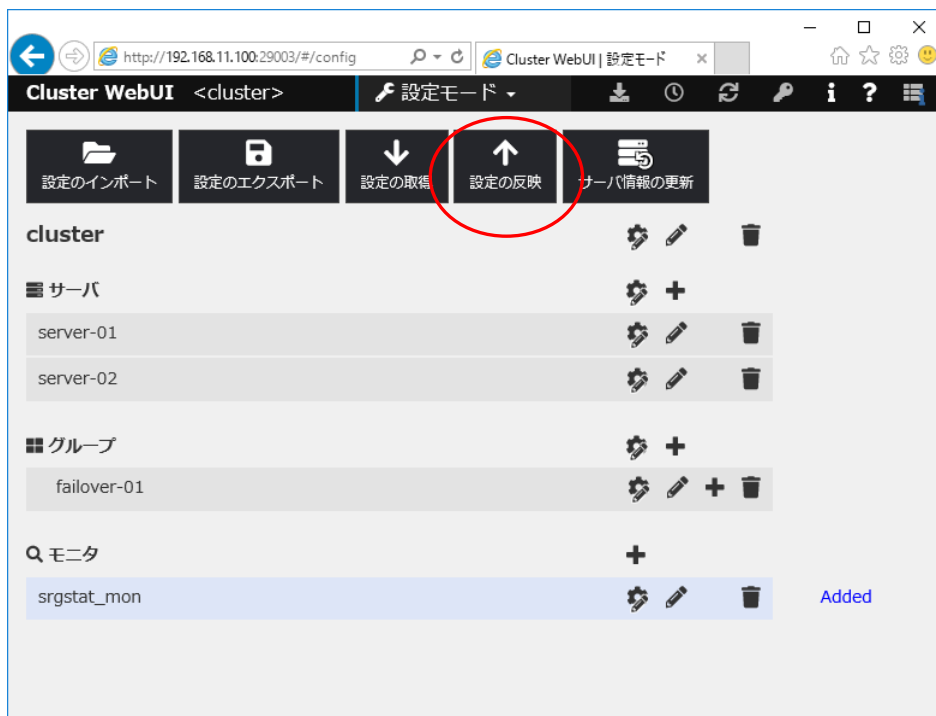 http://192.168.11.100:29003/#/config
Cluster WebUI | 設定モード
Cluster WebUI <cluster> 設定モード
設定のインポート 設定のエクスポート 設定の取得 設定の反映 サーバ情報の更新
cluster
サーバ
server-01
server-02
グループ
failover-01
モニタ
srgstat_mon Added